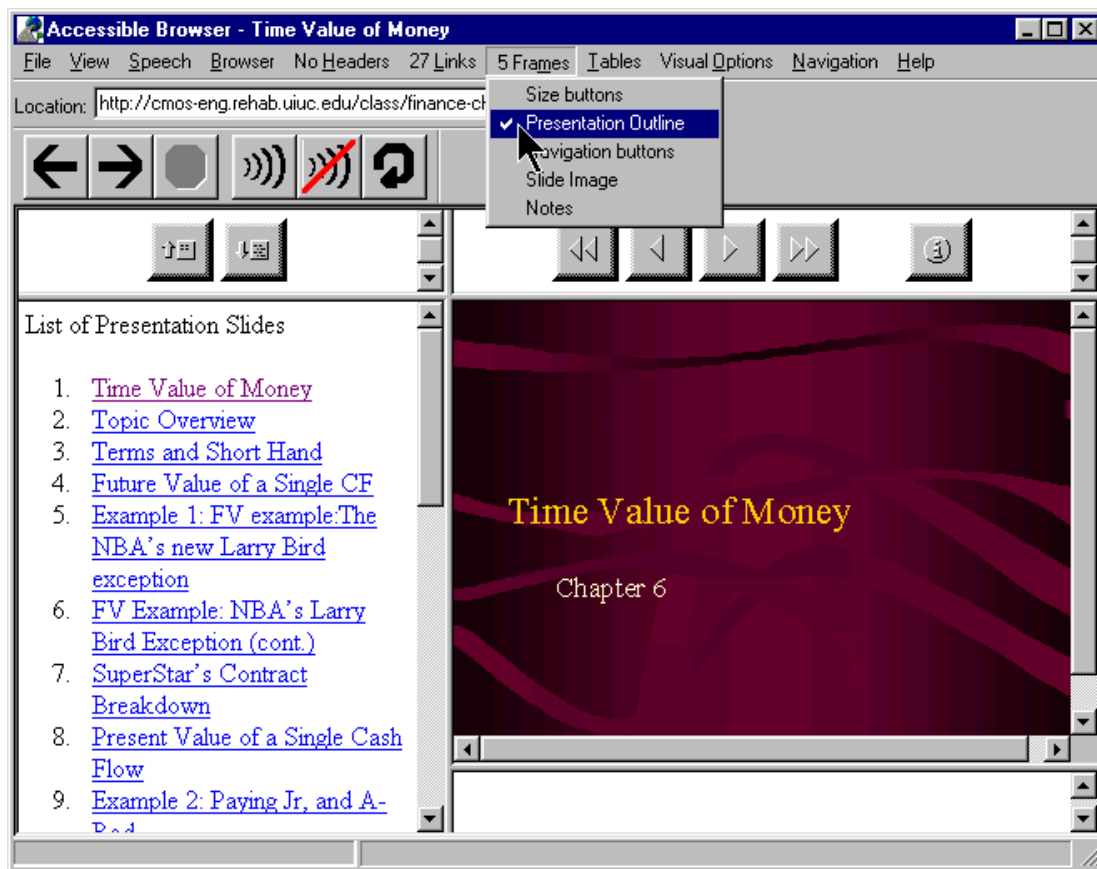 Accessible Browser - Time Value of Money
File View Speech Browser No Headers 27 Links 5 Frames Tables Visual Options Navigation Help
Location: http://cmos-eng.rehab.uiuc.edu/class/finance-c
Size buttons
Presentation Outline
Navigation buttons
Slide Image
Notes
List of Presentation Slides
1. Time Value of Money
2. Topic Overview
3. Terms and Short Hand
4. Future Value of a Single CF
5. Example 1: FV example:The
NBA's new Larry Bird
exception
6. FV Example: NBA's Larry
Bird Exception (cont.)
7. SuperStar's Contract
Breakdown
8. Present Value of a Single Cash
Flow
9. Example 2: Paying Jr, and A-
Time Value of Money
Chapter 6